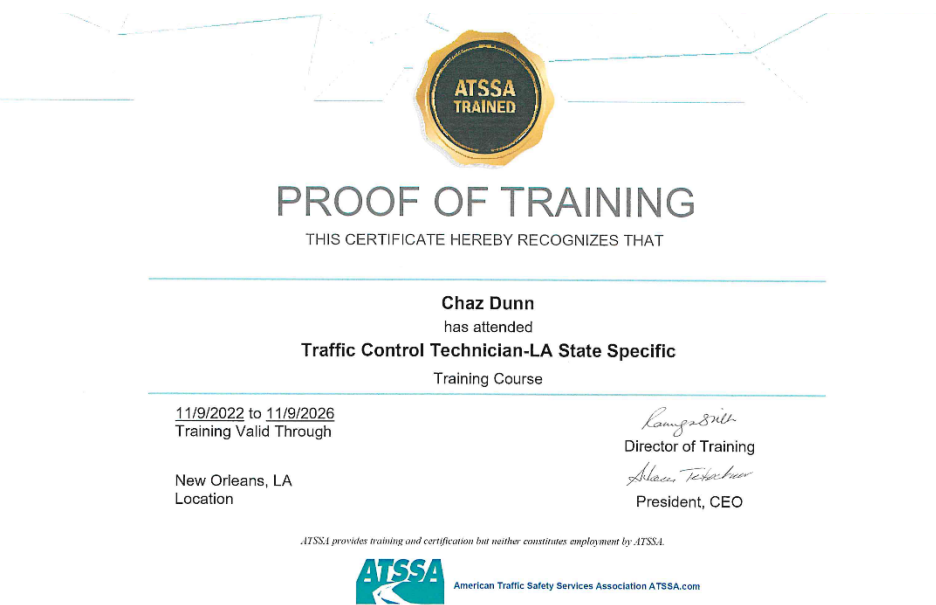 ATSSA
TRAINED
PROOF OF TRAINING
THIS CERTIFICATE HEREBY RECOGNIZES THAT
Chaz Dunn
has attended
Traffic Control Technician-LA State Specific
Training Course
11/9/2022 to 11/9/2026
Training Valid Through
Director of Training
New Orleans, LA
Location
President, CEO
ATSSA provides training and certification but neither constitutes employment by ATSSA.
ATSSA
American Traffic Safety Services Association ATSSA.com